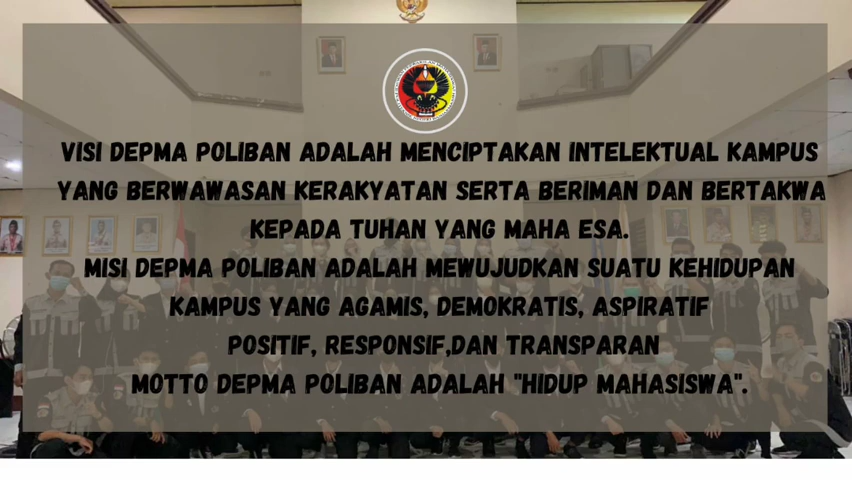 VISI DEPMA POLIBAN ADALAH MENCIPTAKAN INTELEKTUAL KAMPUS
YANG BERWAWASAN KERAKYATAN SERTA BERIMAN DAN BERTAKWA
KEPADA TUHAN YANG MAHA ESA.
MISI DEPMA POLIBAN ADALAH MEWUJUDKAN SUATU KEHIDUPAN
KAMPUS YANG AGAMIS, DEMOKRATIS, ASPIRATIF
POSITIF, RESPONSIF,DAN TRANSPARAN
MOTTO DEPMA POLIBAN ADALAH "HIDUP MAHASISWA".